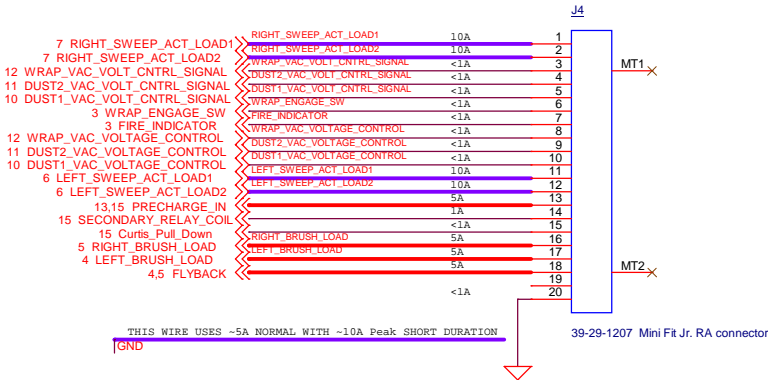 J4
7 RIGHT_SWEEP_ACT_LOAD1 RIGHT_SWEEP_ACT_LOAD1 10A 1
7 RIGHT_SWEEP_ACT_LOAD2 RIGHT_SWEEP_ACT_LOAD2 10A 2
12 WRAP_VAC_VOLT_CNTRL_SIGNAL WRAP_VAC_VOLT_CNTRL_SIGNAL <1A 3 MT1
11 DUST2_VAC_VOLT_CNTRL_SIGNAL DUST2_VAC_VOLT_CNTRL_SIGNAL <1A 4
10 DUST1_VAC_VOLT_CNTRL_SIGNAL DUST1_VAC_VOLT_CNTRL_SIGNAL <1A 5
3 WRAP_ENGAGE_SW WRAP_ENGAGE_SW <1A 6
3 FIRE_INDICATOR FIRE_INDICATOR <1A 7
12 WRAP_VAC_VOLTAGE_CONTROL WRAP_VAC_VOLTAGE_CONTROL <1A 8
11 DUST2_VAC_VOLTAGE_CONTROL DUST2_VAC_VOLTAGE_CONTROL <1A 9
10 DUST1_VAC_VOLTAGE_CONTROL DUST1_VAC_VOLTAGE_CONTROL <1A 10
6 LEFT_SWEEP_ACT_LOAD1 LEFT_SWEEP_ACT_LOAD1 10A 11
6 LEFT_SWEEP_ACT_LOAD2 LEFT_SWEEP_ACT_LOAD2 10A 12
13,15 PRECHARGE_IN 5A 13
15 SECONDARY_RELAY_COIL 1A 14
15 Curtis_Pull_Down <1A 15
5 RIGHT_BRUSH_LOAD RIGHT_BRUSH_LOAD 5A 16
4 LEFT_BRUSH_LOAD LEFT_BRUSH_LOAD 5A 17
4,5 FLYBACK 5A 18 MT2
19
<1A 20
THIS WIRE USES ~5A NORMAL WITH ~10A Peak SHORT DURATION
GND
39-29-1207 Mini Fit Jr. RA connector